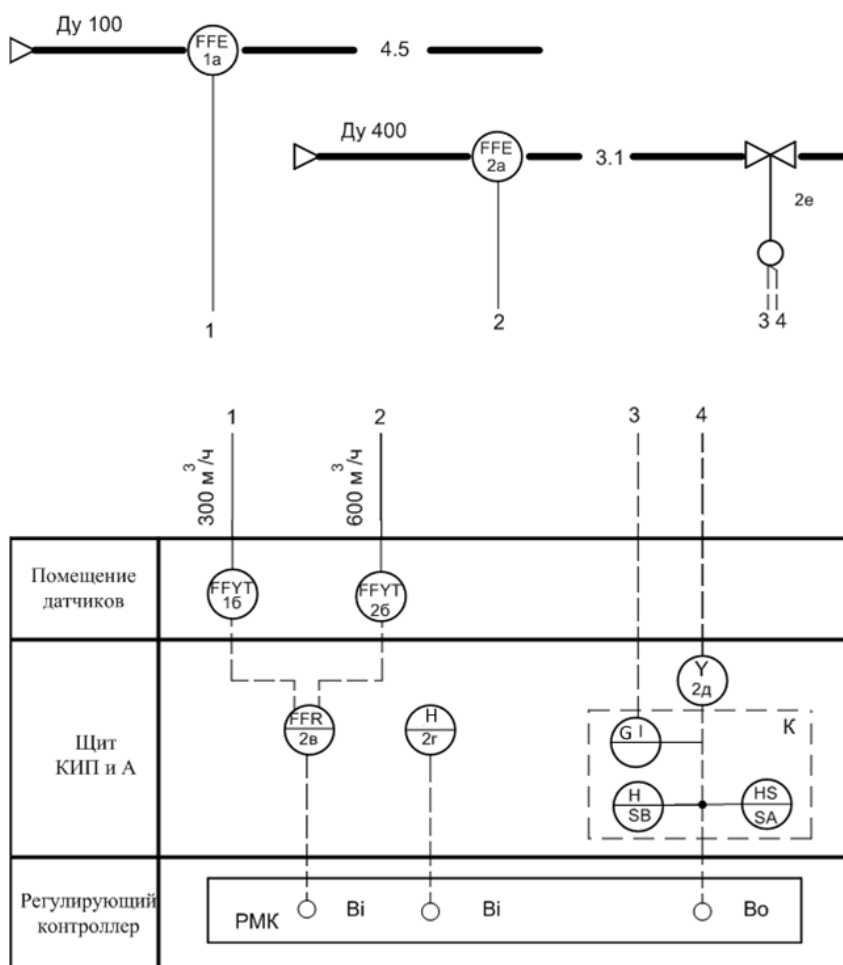 Ду 100
FFE
1а
4.5
Ду 400
FFE
2а
3.1
2е
1
2
3 4
1
2
3
4
300 м³/ч
600 м³/ч
Помещение
датчиков
FFYT
1б
FFYT
2б
Щит
КИП и А
FFR
2в
H
2г
Y
2д
К
G I
H
SB
HS
SA
Регулирующий
контроллер
РМК
Bi
Bi
Bo